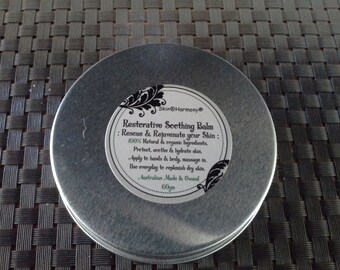 Skin®Harmony®
Restorative Soothing Balm
: Rescue & Rejuvenate your Skin :
100% Natural & organic Ingredients.
Protect, soothe & hydrate skin.
Apply to hands & body, massage in.
Use everyday to replenish dry skin.
Australian Made & Owned
60gm